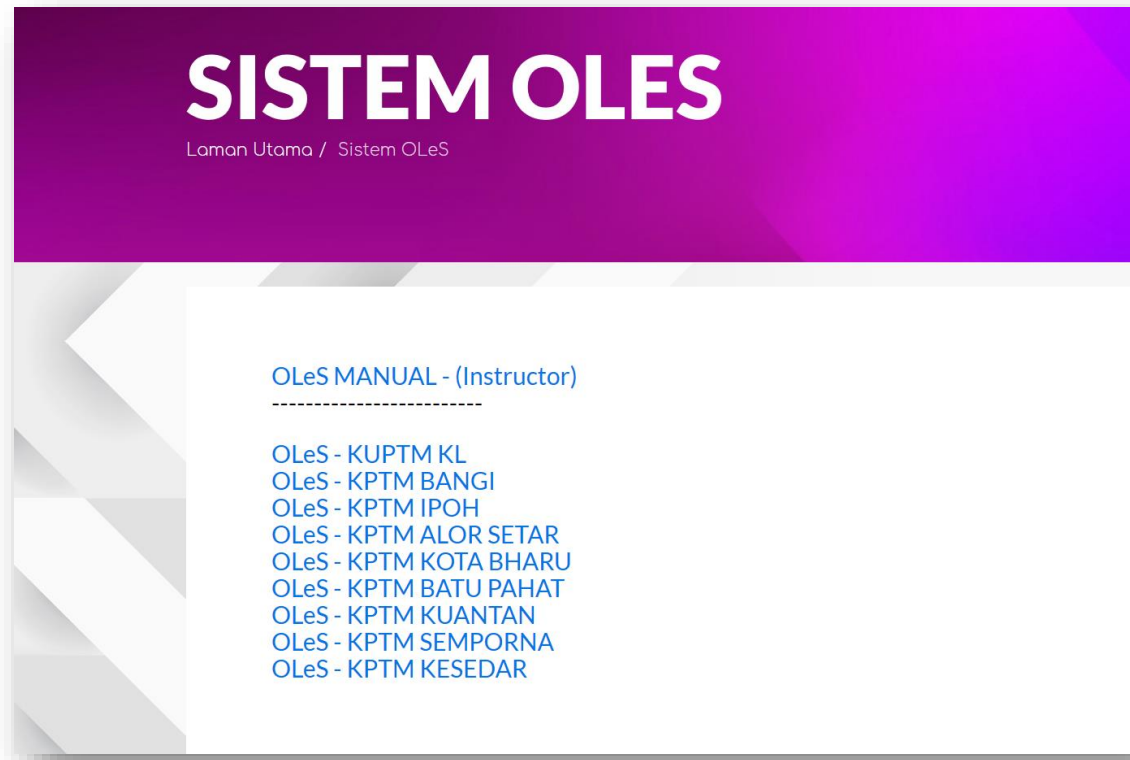 SISTEM OLES
Laman Utama / Sistem OLeS
OLeS MANUAL - (Instructor)
-------------------------
OLeS - KUPTM KL
OLeS - KPTM BANGI
OLeS - KPTM IPOH
OLeS - KPTM ALOR SETAR
OLeS - KPTM KOTA BHARU
OLeS - KPTM BATU PAHAT
OLeS - KPTM KUANTAN
OLeS - KPTM SEMPORNA
OLeS - KPTM KESEDAR